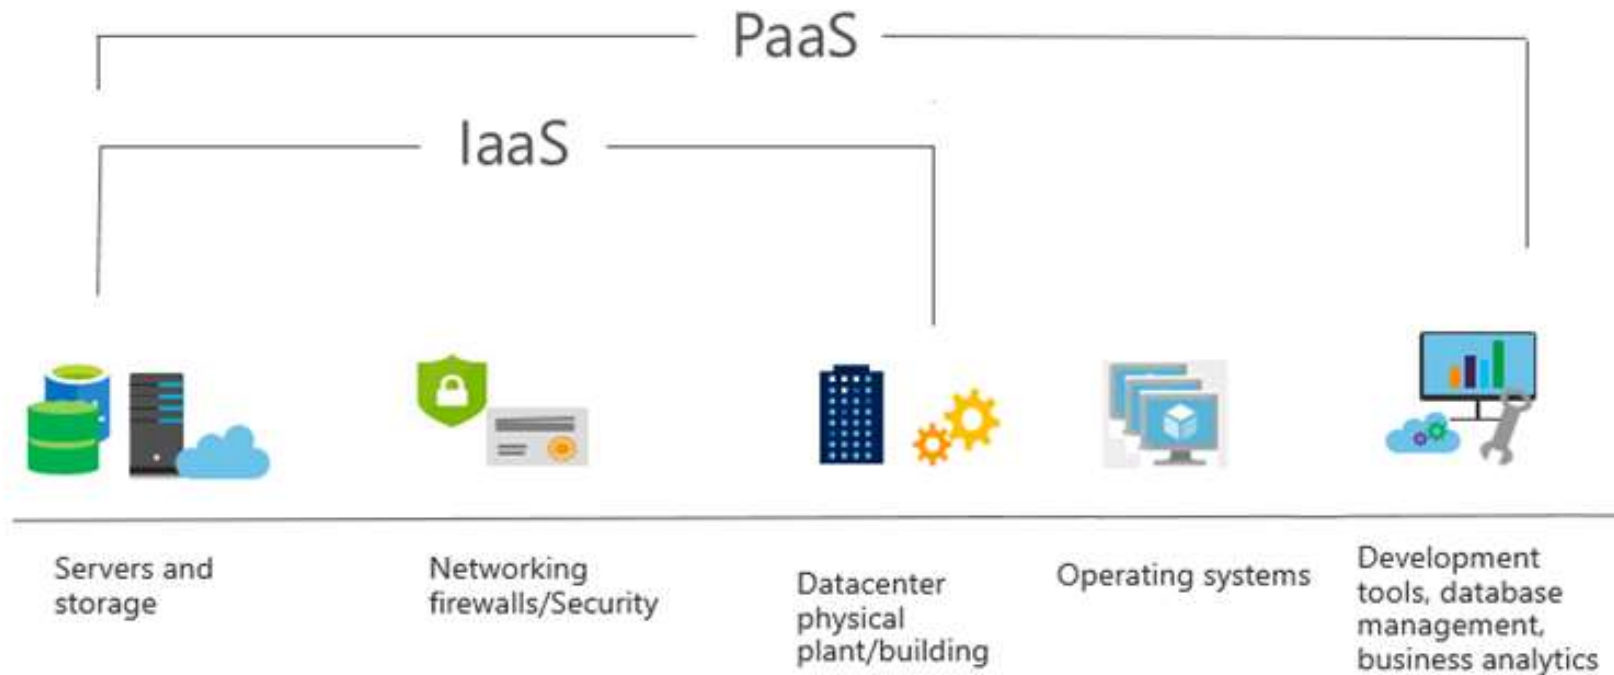 PaaS
IaaS
Servers and
storage
Networking
firewalls/Security
Datacenter
physical
plant/building
Operating systems
Development
tools, database
management,
business analytics